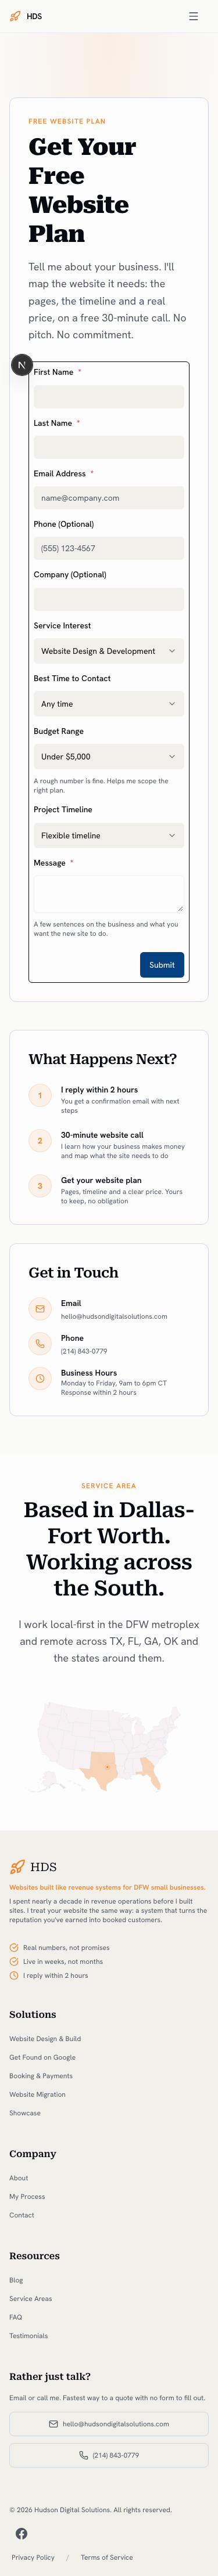 HDS
FREE WEBSITE PLAN
Get Your
Free
Website
Plan
Tell me about your business. I'll
map the website it needs: the
pages, the timeline and a real
price, on a free 30-minute call. No
pitch. No commitment.
N
First Name *
Last Name *
Email Address *
name@company.com
Phone (Optional)
(555) 123-4567
Company (Optional)
Service Interest
Website Design & Development
Best Time to Contact
Any time
Budget Range
Under $5,000
A rough number is fine. Helps me scope the
right plan.
Project Timeline
Flexible timeline
Message *
A few sentences on the business and what you
want the new site to do.
Submit
What Happens Next?
1
I reply within 2 hours
You get a confirmation email with next
steps
2
30-minute website call
I learn how your business makes money
and map what the site needs to do
3
Get your website plan
Pages, timeline and a clear price. Yours
to keep, no obligation
Get in Touch
Email
hello@hudsondigitalsolutions.com
Phone
(214) 843-0779
Business Hours
Monday to Friday, 9am to 6pm CT
Response within 2 hours
SERVICE AREA
Based in Dallas-
Fort Worth.
Working across
the South.
I work local-first in the DFW metroplex
and remote across TX, FL, GA, OK and
the states around them.
HDS
Websites built like revenue systems for DFW small businesses.
I spent nearly a decade in revenue operations before I built
sites. I treat your website the same way: a system that turns the
reputation you've earned into booked customers.
Real numbers, not promises
Live in weeks, not months
I reply within 2 hours
Solutions
Website Design & Build
Get Found on Google
Booking & Payments
Website Migration
Showcase
Company
About
My Process
Contact
Resources
Blog
Service Areas
FAQ
Testimonials
Rather just talk?
Email or call me. Fastest way to a quote with no form to fill out.
hello@hudsondigitalsolutions.com
(214) 843-0779
© 2026 Hudson Digital Solutions. All rights reserved.
Privacy Policy / Terms of Service